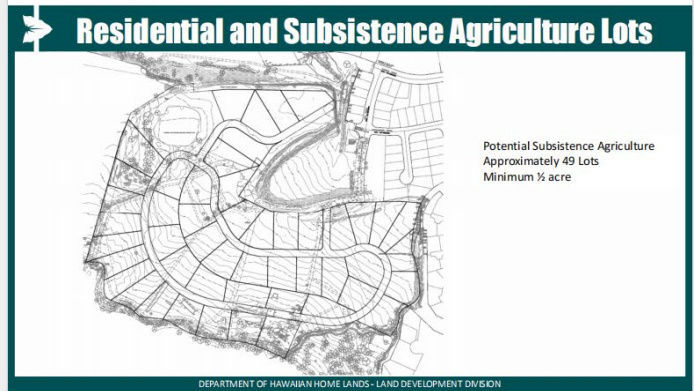 Residential and Subsistence Agriculture Lots
Potential Subsistence Agriculture
Approximately 49 Lots
Minimum ½ acre
DEPARTMENT OF HAWAIIAN HOME LANDS - LAND DEVELOPMENT DIVISION